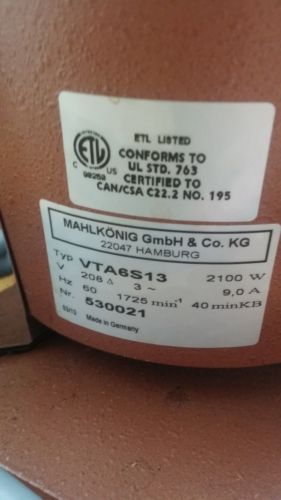 ETL LISTED
CONFORMS TO
UL STD. 763
CERTIFIED TO
CAN/CSA C22.2 NO. 195
ETL
C US
MAHLKÖNIG GmbH & Co. KG
22047 HAMBURG
Typ VTA6S13 2100 W
V 208 Δ 3 ~ 9,0 A
Hz 60 1725 min⁻¹ 40 minKB
Nr. 530021
Made in Germany